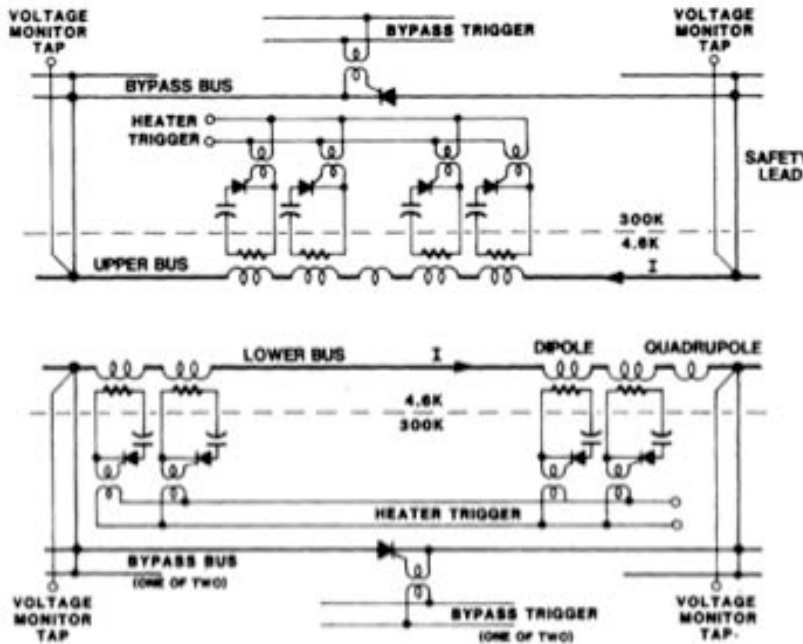 VOLTAGE
MONITOR
TAP
BYPASS TRIGGER
VOLTAGE
MONITOR
TAP
BYPASS BUS
HEATER
TRIGGER
SAFETY
LEAD
300K
4.6K
UPPER BUS
I
LOWER BUS
I
DIPOLE
QUADRUPOLE
4.6K
300K
HEATER TRIGGER
BYPASS BUS
(ONE OF TWO)
VOLTAGE
MONITOR
TAP
BYPASS TRIGGER
(ONE OF TWO)
VOLTAGE
MONITOR
TAP